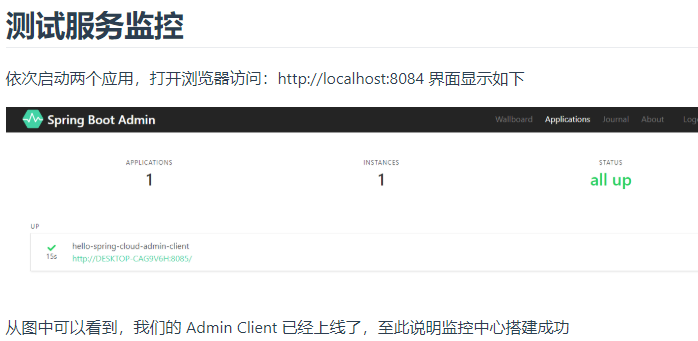 测试服务监控
依次启动两个应用，打开浏览器访问：http://localhost:8084 界面显示如下
Spring Boot Admin Wallboard Applications Journal About Logi
APPLICATIONS INSTANCES STATUS
1 1 all up
UP
hello-spring-cloud-admin-client
15s http://DESKTOP-CAG9V6H:8085/
从图中可以看到，我们的 Admin Client 已经上线了，至此说明监控中心搭建成功